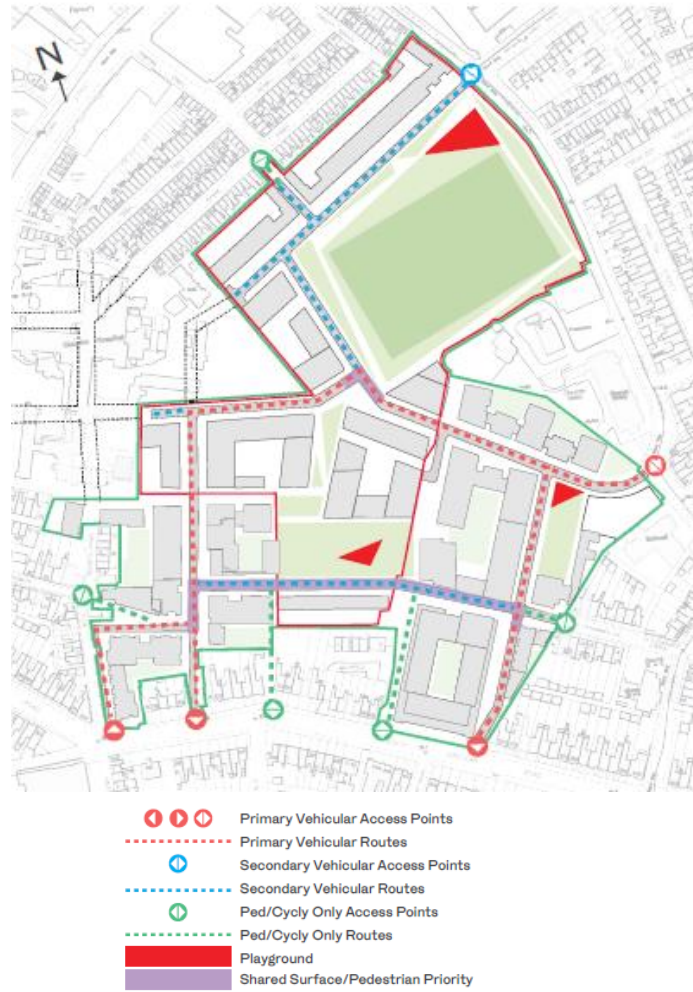 N
Primary Vehicular Access Points
Primary Vehicular Routes
Secondary Vehicular Access Points
Secondary Vehicular Routes
Ped/Cycly Only Access Points
Ped/Cycly Only Routes
Playground
Shared Surface/Pedestrian Priority